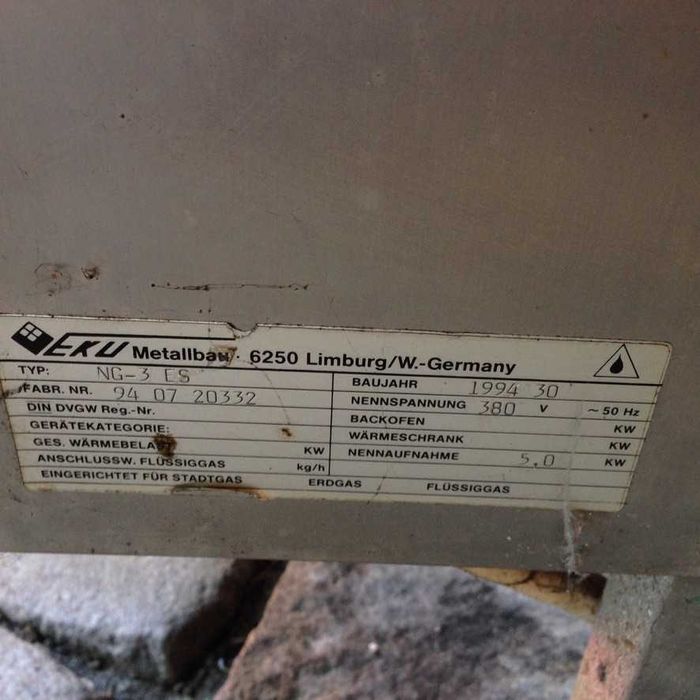 EKU Metallbau · 6250 Limburg/W.-Germany
TYP: NG-3 ES
FABR. NR. 94 07 20332
DIN DVGW Reg.-Nr.
GERÄTEKATEGORIE:
GES. WÄRMEBELAST KW
ANSCHLUSSW. FLÜSSIGGAS kg/h
EINGERICHTET FÜR STADTGAS ERDGAS FLÜSSIGGAS
BAUJAHR 1994 30
NENNSPANNUNG 380 V ~ 50 Hz
BACKOFEN KW
WÄRMESCHRANK KW
NENNAUFNAHME 5,0 KW